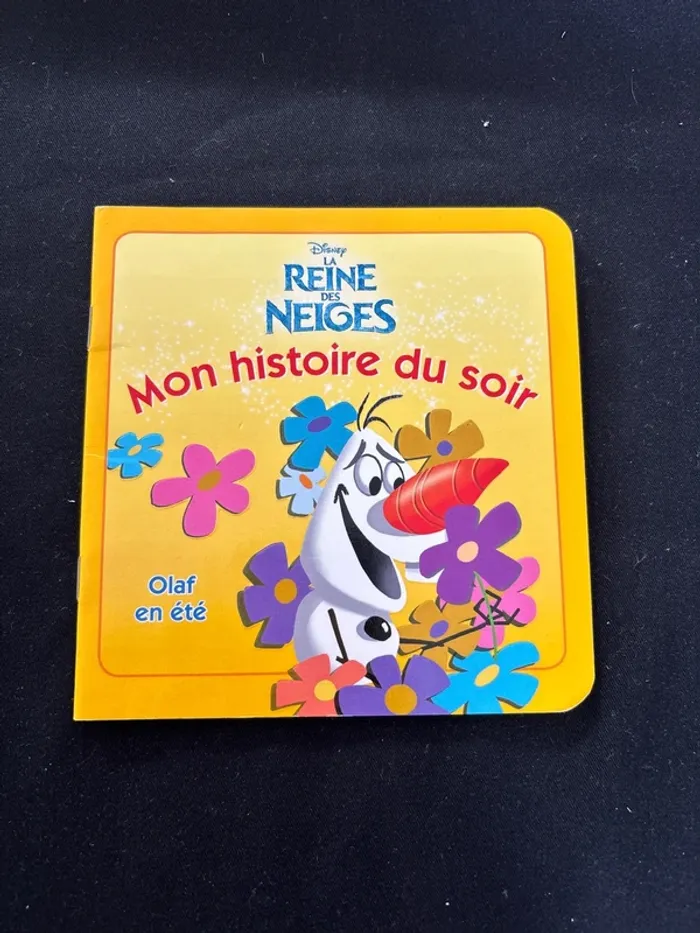 Disney
LA
REINE
DES
NEIGES
Mon histoire du soir
Olaf
en été